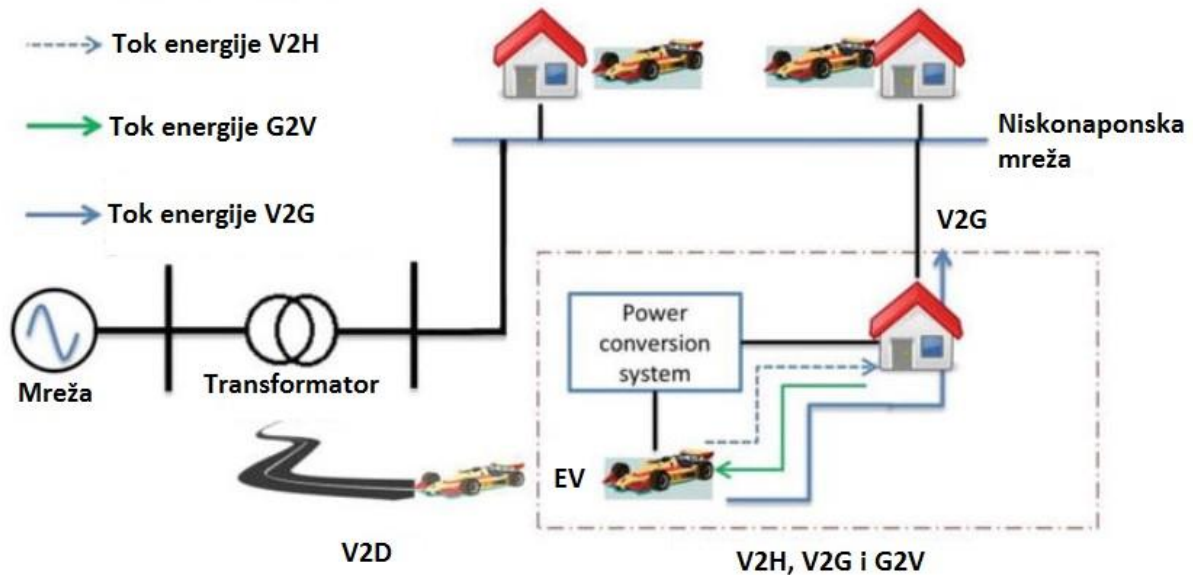 Tok energije V2H
Tok energije G2V
Tok energije V2G
Niskonaponska
mreža
V2G
Mreža
Transformator
Power
conversion
system
EV
V2D
V2H, V2G i G2V